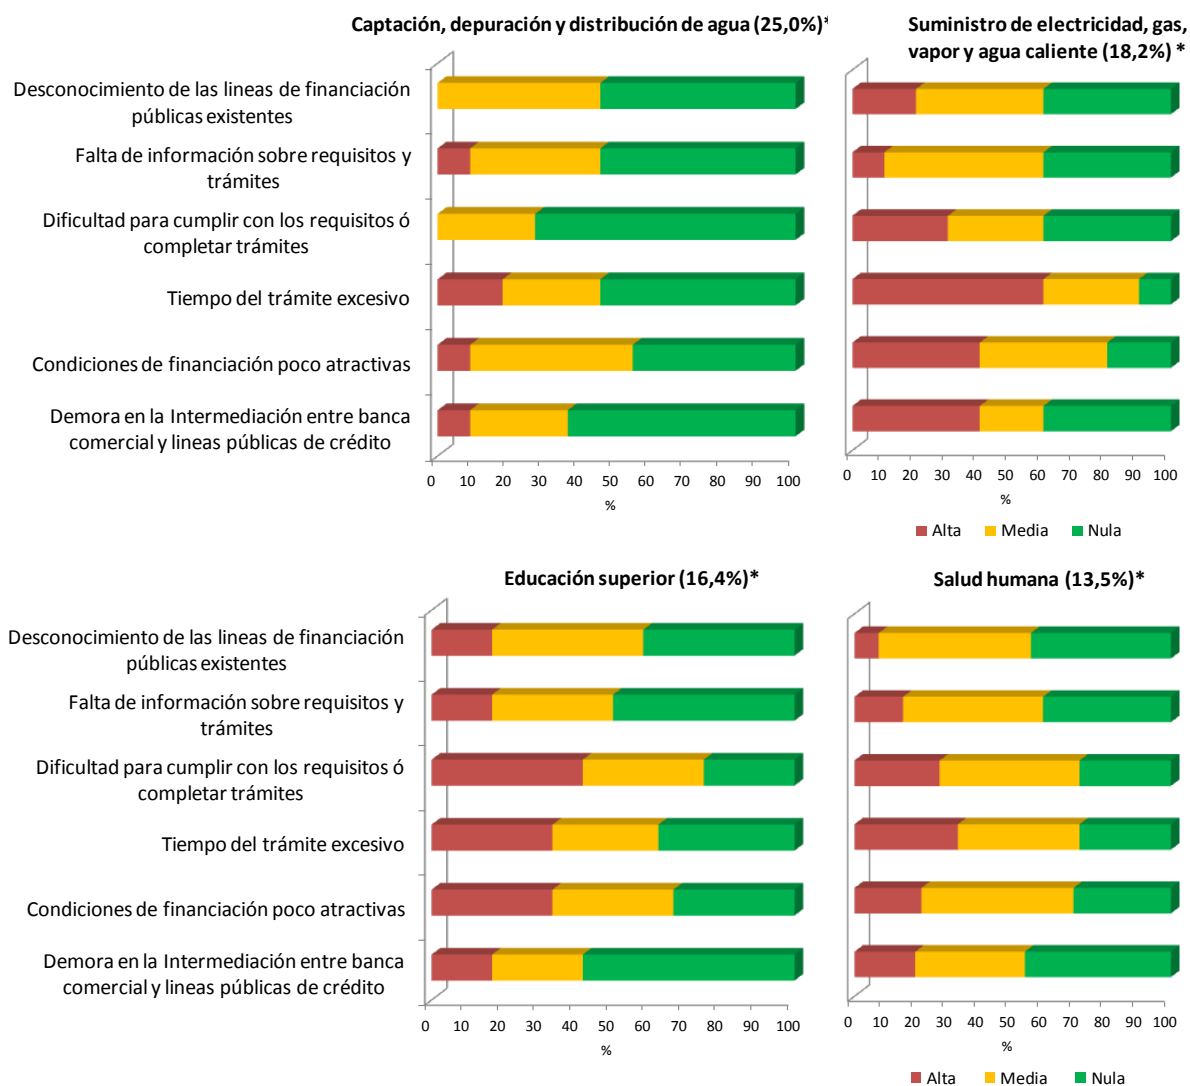 Captación, depuración y distribución de agua (25,0%)*
Suministro de electricidad, gas,
vapor y agua caliente (18,2%) *
Desconocimiento de las lineas de financiación
públicas existentes
Falta de información sobre requisitos y
trámites
Dificultad para cumplir con los requisitos ó
completar trámites
Tiempo del trámite excesivo
Condiciones de financiación poco atractivas
Demora en la Intermediación entre banca
comercial y lineas públicas de crédito
0 10 20 30 40 50 60 70 80 90 100
%
0 10 20 30 40 50 60 70 80 90 100
%
Alta Media Nula
Educación superior (16,4%)*
Salud humana (13,5%)*
Desconocimiento de las lineas de financiación
públicas existentes
Falta de información sobre requisitos y
trámites
Dificultad para cumplir con los requisitos ó
completar trámites
Tiempo del trámite excesivo
Condiciones de financiación poco atractivas
Demora en la Intermediación entre banca
comercial y lineas públicas de crédito
0 10 20 30 40 50 60 70 80 90 100
%
0 10 20 30 40 50 60 70 80 90 100
%
Alta Media Nula